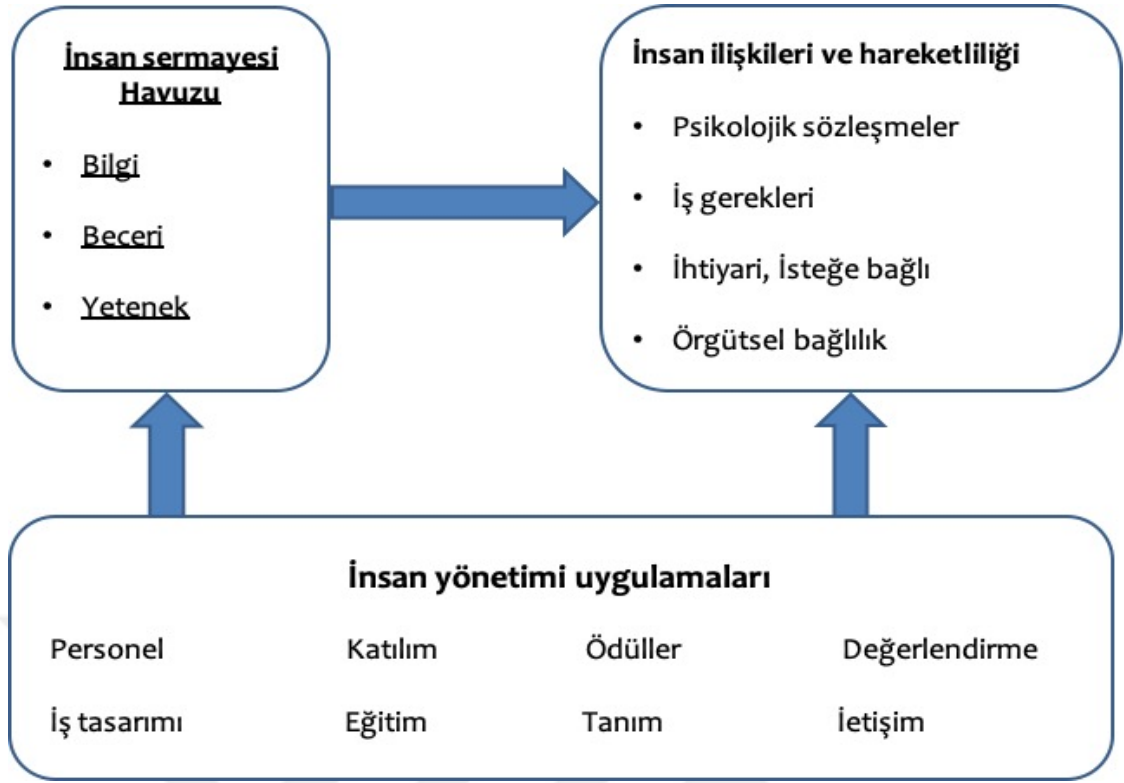 İnsan sermayesi
Havuzu
• Bilgi
• Beceri
• Yetenek
İnsan ilişkileri ve hareketliliği
• Psikolojik sözleşmeler
• İş gerekleri
• İhtiyari, İsteğe bağlı
• Örgütsel bağlılık
İnsan yönetimi uygulamaları
Personel Katılım Ödüller Değerlendirme
İş tasarımı Eğitim Tanım İletişim